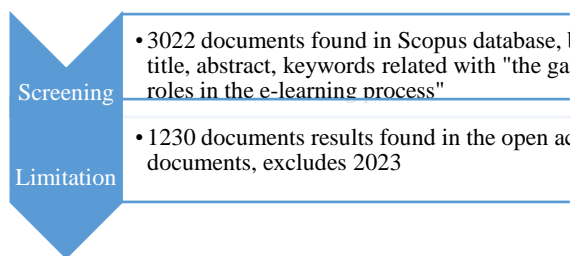 Screening
• 3022 documents found in Scopus database,
title, abstract, keywords related with "the
roles in the e-learning process"
Limitation
• 1230 documents results found in the open
documents, excludes 2023